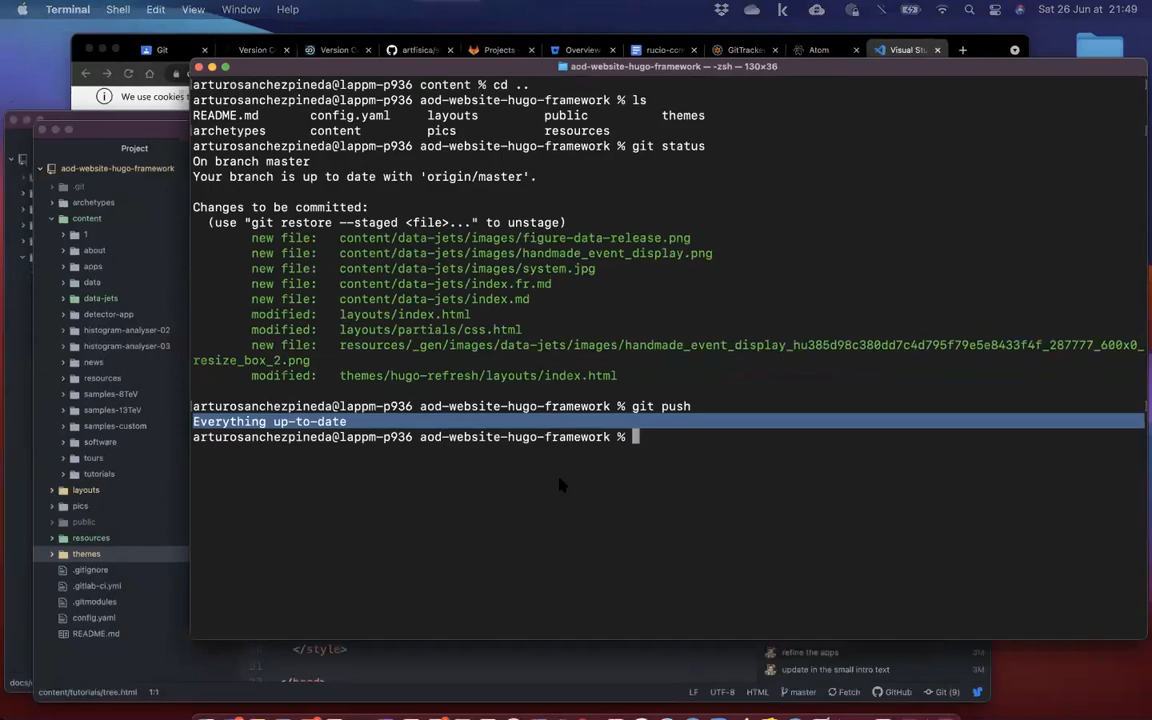 Terminal Shell Edit View Window Help
Sat 26 Jun at 21:49
Git Version C Version C artfisica/s Projects Overview rucio-com GitTracke Atom Visual Stu
aod-website-hugo-framework — -zsh — 130×36
We use cookies t
arturosanchezpineda@lappm-p936 content % cd ..
arturosanchezpineda@lappm-p936 aod-website-hugo-framework % ls
README.md config.yaml layouts public themes
archetypes content pics resources
arturosanchezpineda@lappm-p936 aod-website-hugo-framework % git status
On branch master
Your branch is up to date with 'origin/master'.
Changes to be committed:
(use "git restore --staged <file>..." to unstage)
new file: content/data-jets/images/figure-data-release.png
new file: content/data-jets/images/handmade_event_display.png
new file: content/data-jets/images/system.jpg
new file: content/data-jets/index.fr.md
new file: content/data-jets/index.md
modified: layouts/index.html
modified: layouts/partials/css.html
new file: resources/_gen/images/data-jets/images/handmade_event_display_hu385d98c380dd7c4d795f79e5e8433f4f_287777_600x0_
resize_box_2.png
modified: themes/hugo-refresh/layouts/index.html
arturosanchezpineda@lappm-p936 aod-website-hugo-framework % git push
Everything up-to-date
arturosanchezpineda@lappm-p936 aod-website-hugo-framework %
Project
aod-website-hugo-framework
.git
archetypes
content
1
about
apps
data
data-jets
detector-app
histogram-analyser-02
histogram-analyser-03
news
resources
samples-8TeV
samples-13TeV
samples-custom
software
tours
tutorials
layouts
pics
public
resources
themes
.gitignore
.gitlab-ci.yml
.gitmodules
config.yaml
README.md
</style>
refine the apps 3M
update in the small intro text 3M
docs/
content/tutorials/tree.html 1:1
LF UTF-8 HTML master Fetch GitHub Git (9)